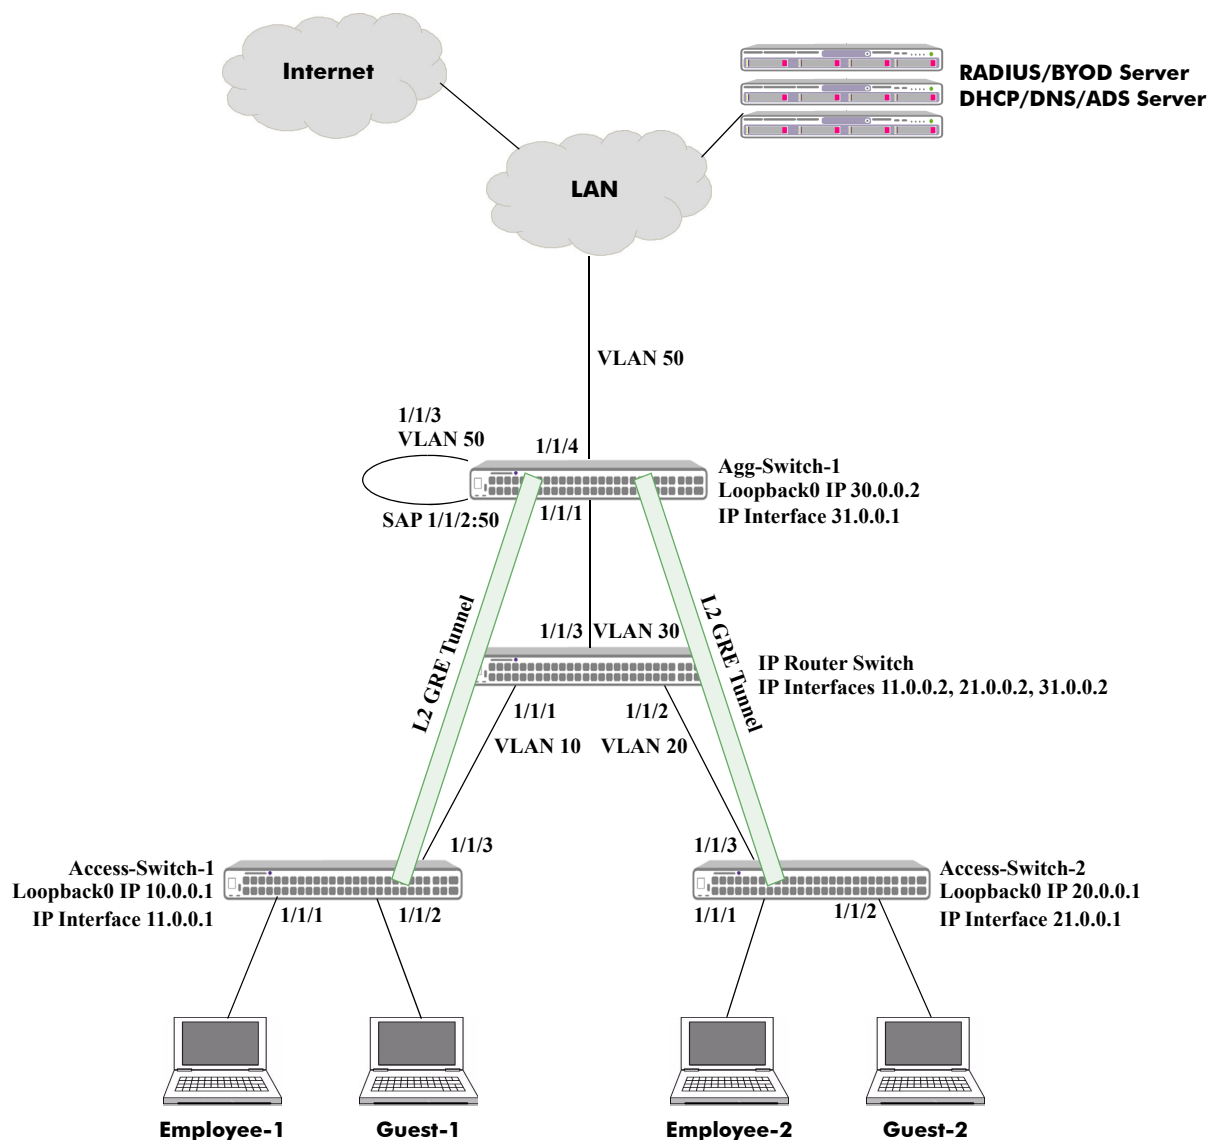 Internet
RADIUS/BYOD Server
DHCP/DNS/ADS Server
LAN
VLAN 50
1/1/3
VLAN 50
1/1/4
Agg-Switch-1
Loopback0 IP 30.0.0.2
IP Interface 31.0.0.1
SAP 1/1/2:50
1/1/1
L2 GRE Tunnel
L2 GRE Tunnel
1/1/3
VLAN 30
IP Router Switch
IP Interfaces 11.0.0.2, 21.0.0.2, 31.0.0.2
1/1/1
1/1/2
VLAN 10
VLAN 20
1/1/3
1/1/3
Access-Switch-1
Loopback0 IP 10.0.0.1
IP Interface 11.0.0.1
1/1/1
1/1/2
Access-Switch-2
Loopback0 IP 20.0.0.1
IP Interface 21.0.0.1
1/1/1
1/1/2
Employee-1
Guest-1
Employee-2
Guest-2